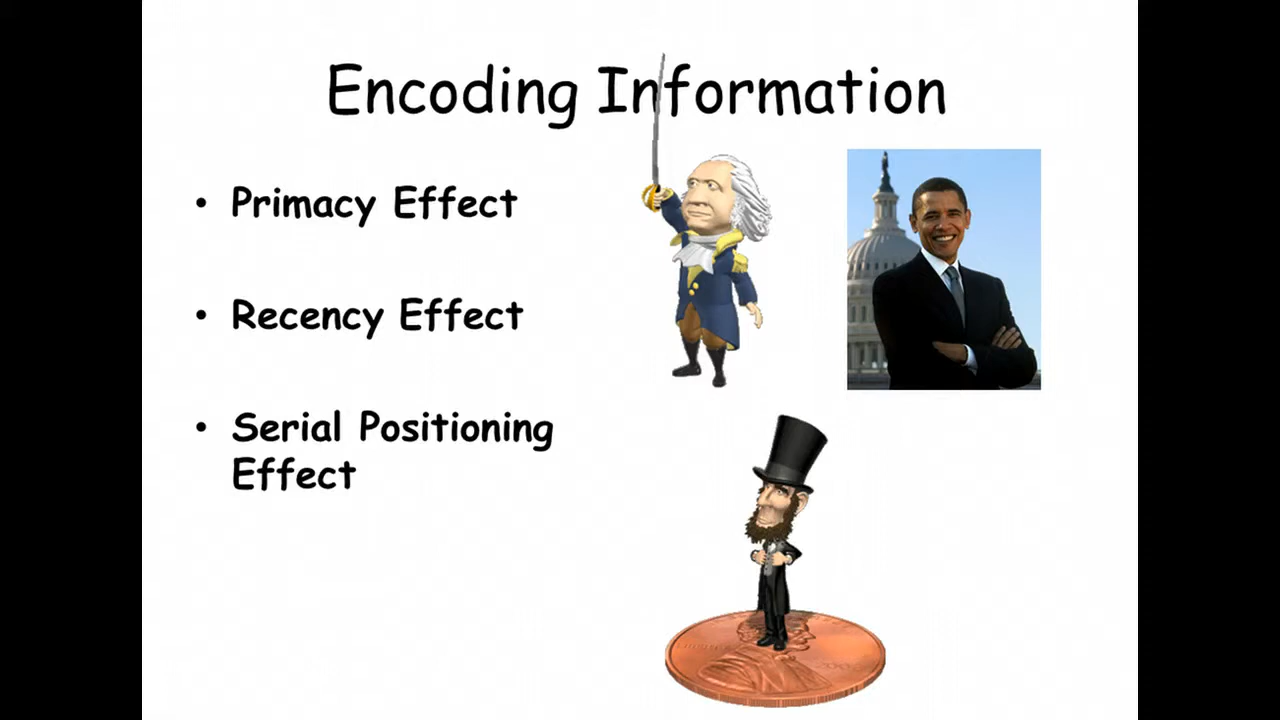 Encoding Information
• Primacy Effect
• Recency Effect
• Serial Positioning
Effect